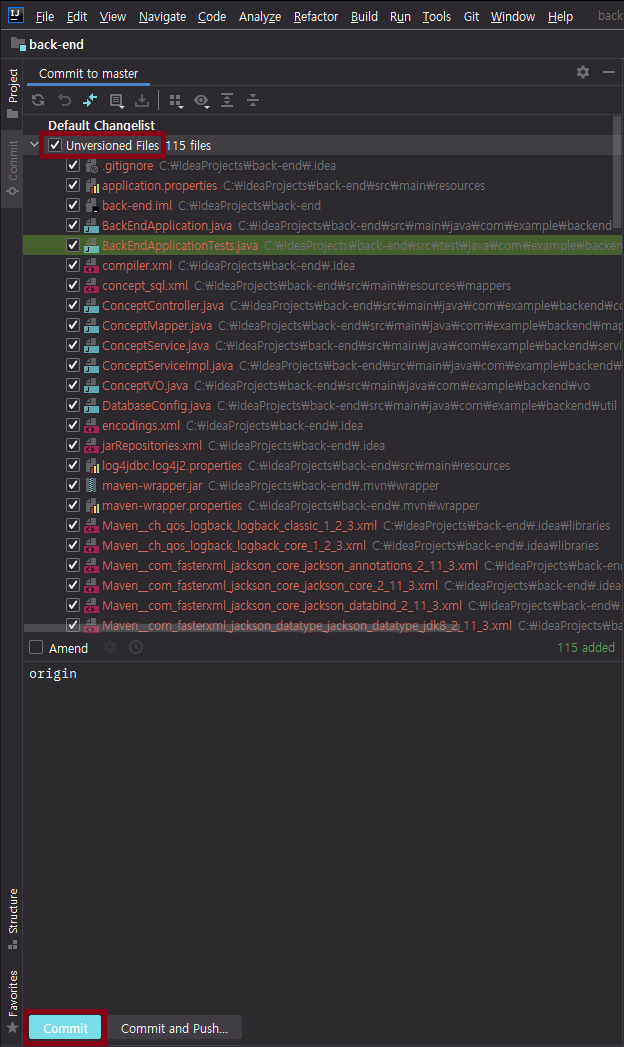 File Edit View Navigate Code Analyze Refactor Build Run Tools Git Window Help back
back-end
Project
Commit
Commit to master
Default Changelist
Unversioned Files 115 files
.gitignore C:₩IdeaProjects₩back-end₩.idea
application.properties C:₩IdeaProjects₩back-end₩src₩main₩resources
back-end.iml C:₩IdeaProjects₩back-end
BackEndApplication.java C:₩IdeaProjects₩back-end₩src₩main₩java₩com₩example₩backend
BackEndApplicationTests.java C:₩IdeaProjects₩back-end₩src₩test₩java₩com₩example₩backen
compiler.xml C:₩IdeaProjects₩back-end₩.idea
concept_sql.xml C:₩IdeaProjects₩back-end₩src₩main₩resources₩mappers
ConceptController.java C:₩IdeaProjects₩back-end₩src₩main₩java₩com₩example₩backend₩co
ConceptMapper.java C:₩IdeaProjects₩back-end₩src₩main₩java₩com₩example₩backend₩map
ConceptService.java C:₩IdeaProjects₩back-end₩src₩main₩java₩com₩example₩backend₩servi
ConceptServiceImpl.java C:₩IdeaProjects₩back-end₩src₩main₩java₩com₩example₩backend₩
ConceptVO.java C:₩IdeaProjects₩back-end₩src₩main₩java₩com₩example₩backend₩vo
DatabaseConfig.java C:₩IdeaProjects₩back-end₩src₩main₩java₩com₩example₩backend₩util
encodings.xml C:₩IdeaProjects₩back-end₩.idea
jarRepositories.xml C:₩IdeaProjects₩back-end₩.idea
log4jdbc.log4j2.properties C:₩IdeaProjects₩back-end₩src₩main₩resources
maven-wrapper.jar C:₩IdeaProjects₩back-end₩.mvn₩wrapper
maven-wrapper.properties C:₩IdeaProjects₩back-end₩.mvn₩wrapper
Maven__ch_qos_logback_logback_classic_1_2_3.xml C:₩IdeaProjects₩back-end₩.idea₩libraries
Maven__ch_qos_logback_logback_core_1_2_3.xml C:₩IdeaProjects₩back-end₩.idea₩libraries
Maven__com_fasterxml_jackson_core_jackson_annotations_2_11_3.xml C:₩IdeaProjects₩back-end₩
Maven__com_fasterxml_jackson_core_jackson_core_2_11_3.xml C:₩IdeaProjects₩back-end₩.idea
Maven__com_fasterxml_jackson_core_jackson_databind_2_11_3.xml C:₩IdeaProjects₩back-end₩.
Maven__com_fasterxml_jackson_datatype_jackson_datatype_jdk8_2_11_3.xml C:₩IdeaProjects₩ba
Amend 115 added
origin
Structure
Favorites
Commit Commit and Push...